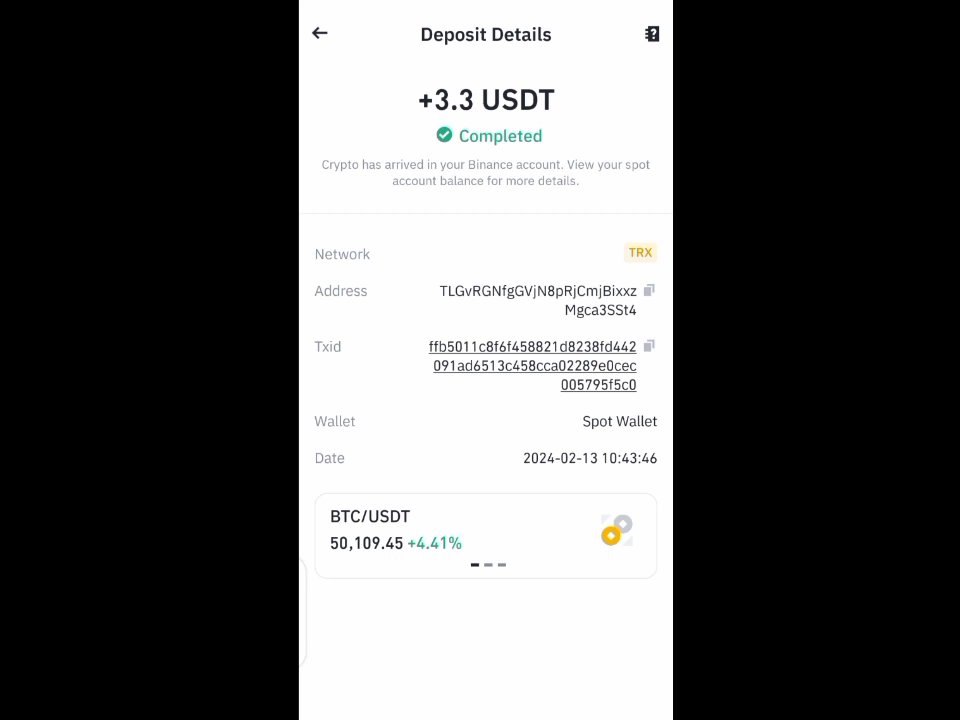 Deposit Details
+3.3 USDT
Completed
Crypto has arrived in your Binance account. View your spot
account balance for more details.
Network TRX
Address TLGvRGNfgGVjN8pRjCmjBixxz
Mgca3SSt4
Txid ffb5011c8f6f458821d8238fd442
091ad6513c458cca02289e0cec
005795f5c0
Wallet Spot Wallet
Date 2024-02-13 10:43:46
BTC/USDT
50,109.45 +4.41%